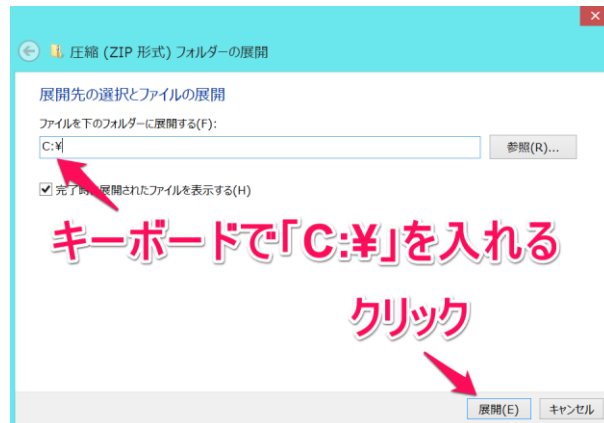 圧縮 (ZIP 形式) フォルダーの展開
展開先の選択とファイルの展開
ファイルを下のフォルダーに展開する(F):
C:¥
参照(R)...
完了時に展開されたファイルを表示する(H)
キーボードで「C:¥」を入れる
クリック
展開(E)
キャンセル